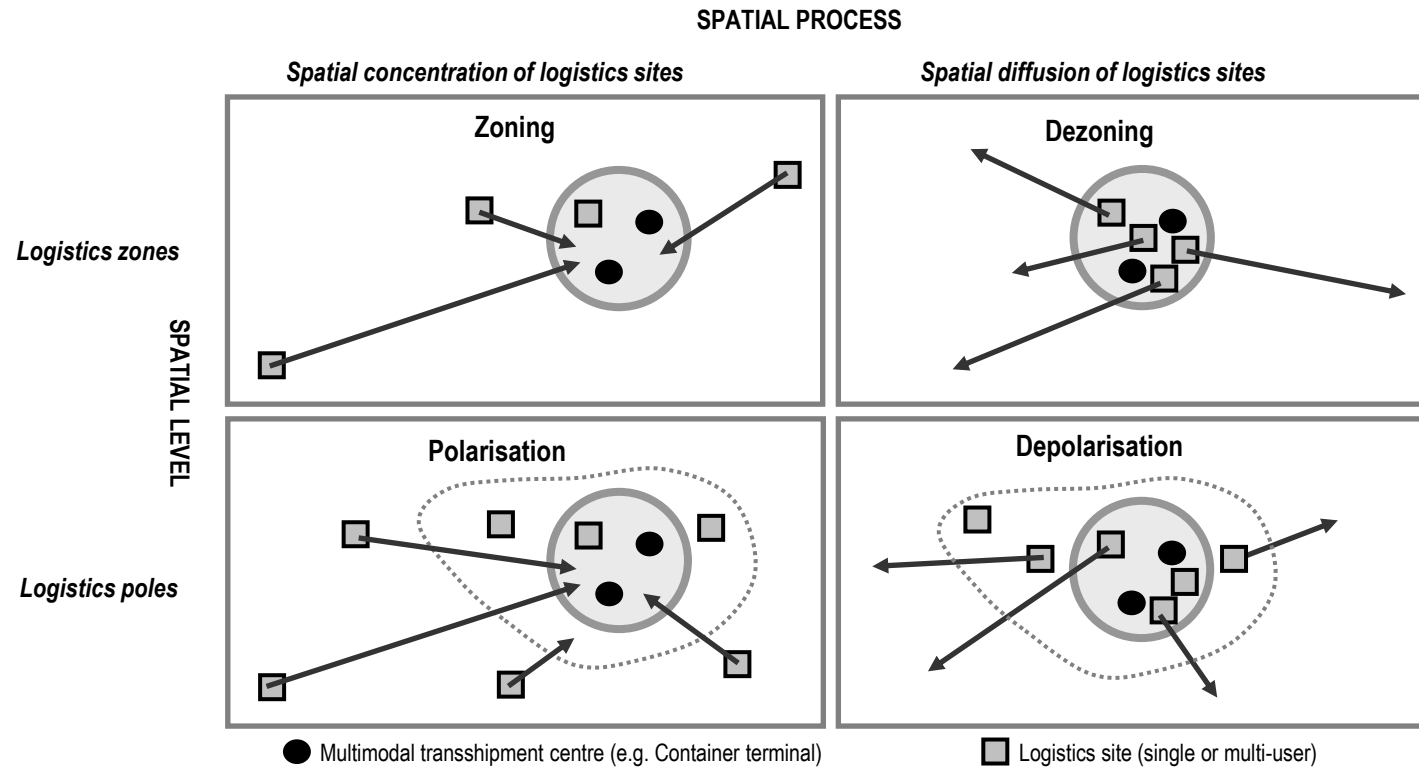 SPATIAL PROCESS
Spatial concentration of logistics sites
Spatial diffusion of logistics sites
Zoning
Dezoning
Logistics zones
SPATIAL LEVEL
Polarisation
Depolarisation
Logistics poles
Multimodal transshipment centre (e.g. Container terminal)
Logistics site (single or multi-user)